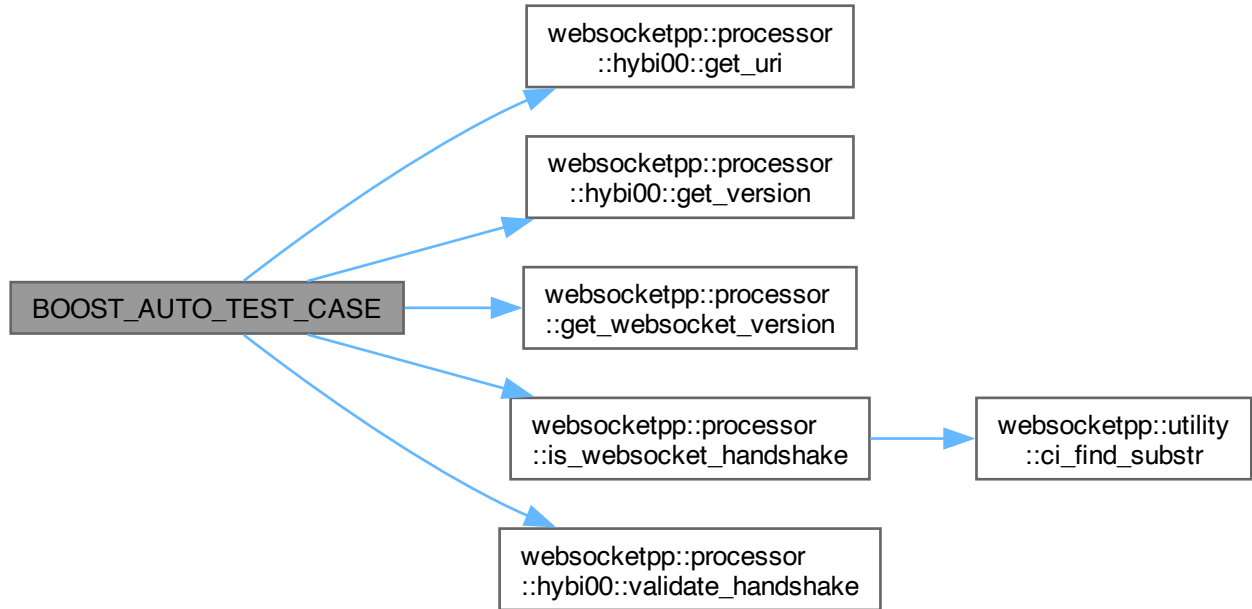 websocketpp::processor
::hybi00::get_uri
websocketpp::processor
::hybi00::get_version
BOOST_AUTO_TEST_CASE
websocketpp::processor
::get_websocket_version
websocketpp::processor
::is_websocket_handshake
websocketpp::utility
::ci_find_substr
websocketpp::processor
::hybi00::validate_handshake